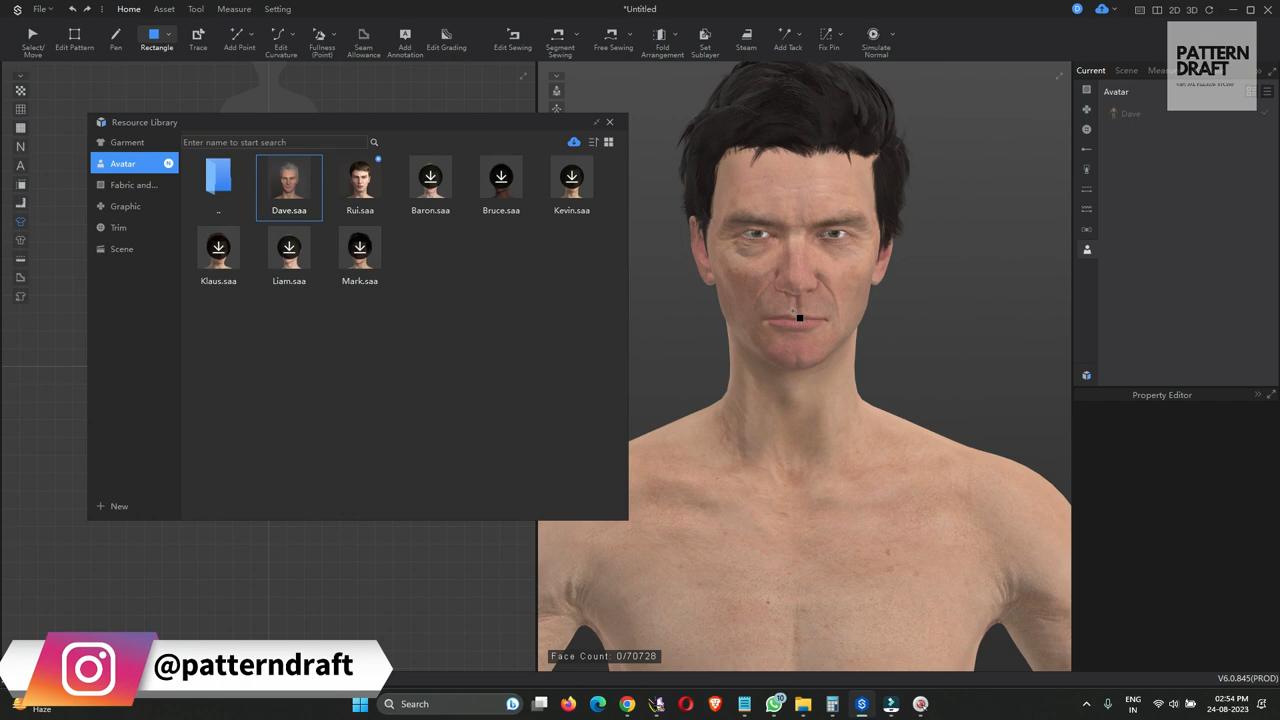 File
Home
Asset
Tool
Measure
Setting
*Untitled
2D
3D
Select/
Move
Edit Pattern
Pen
Rectangle
Trace
Add Point
Edit
Curvature
Fullness
(Point)
Seam
Allowance
Add
Annotation
Edit Grading
Edit Sewing
Segment
Sewing
Free Sewing
Fold
Arrangement
Set
Sublayer
Steam
Add Tack
Fix Pin
Simulate
Normal
PATTERN
DRAFT
Current
Scene
Avatar
Dave
Resource Library
Garment
Enter name to start search
Avatar
N
Fabric and...
Graphic
Trim
Scene
New
..
Dave.saa
Rui.saa
Baron.saa
Bruce.saa
Kevin.saa
Klaus.saa
Liam.saa
Mark.saa
Property Editor
Face Count: 0/70728
@patterndraft
V6.0.845(PROD)
Haze
Search
10
ENG
IN
02:54 PM
24-08-2023